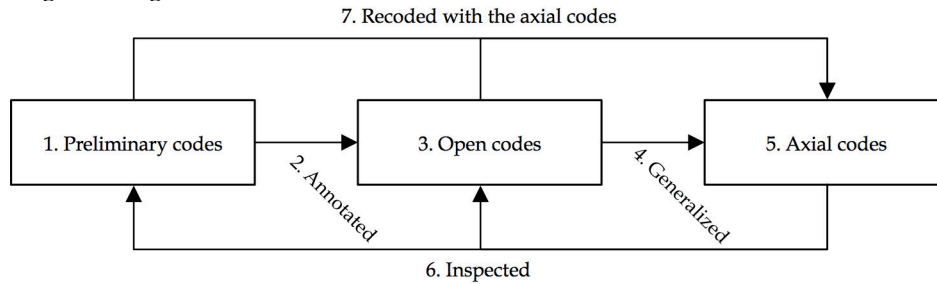 7. Recoded with the axial codes
1. Preliminary codes
2. Annotated
3. Open codes
4. Generalized
5. Axial codes
6. Inspected